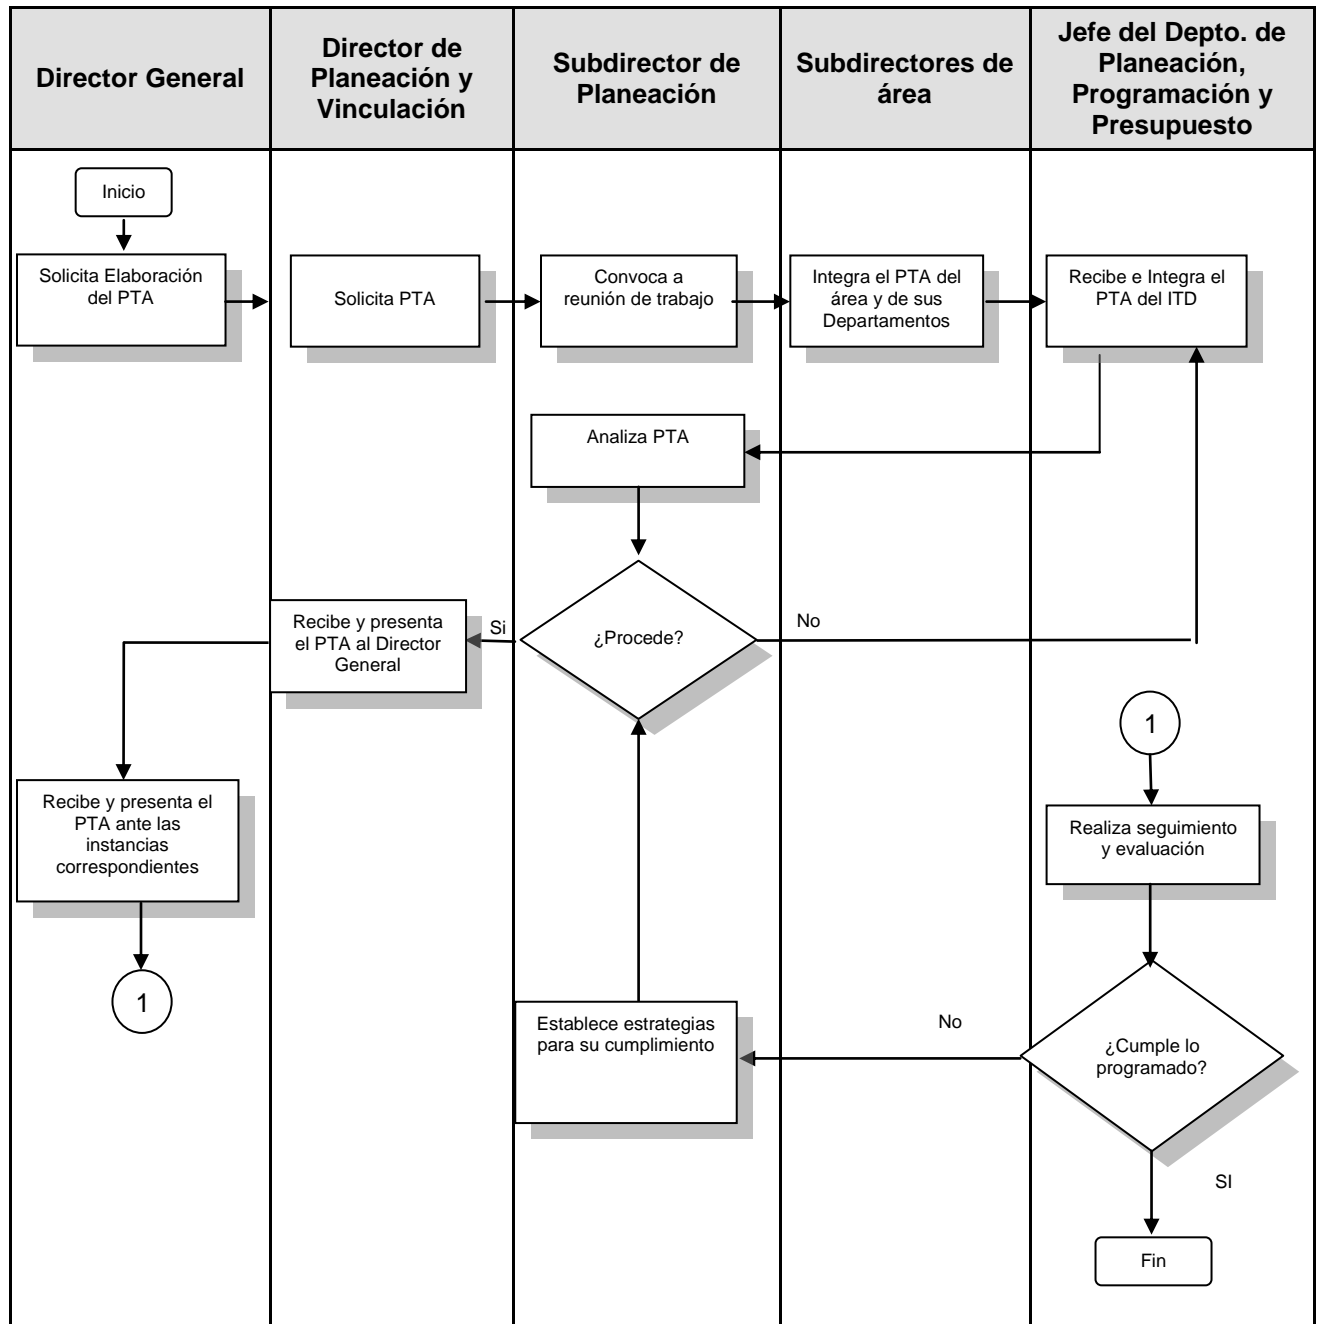 Director General
Director de
Planeación y
Vinculación
Subdirector de
Planeación
Subdirectores de
área
Jefe del Depto. de
Planeación,
Programación y
Presupuesto
Inicio
Solicita Elaboración
del PTA
Solicita PTA
Convoca a
reunión de trabajo
Integra el PTA del
área y de sus
Departamentos
Recibe e Integra el
PTA del ITD
Analiza PTA
¿Procede?
Si
No
Recibe y presenta
el PTA al Director
General
Recibe y presenta el
PTA ante las
instancias
correspondientes
1
1
Realiza seguimiento
y evaluación
¿Cumple lo
programado?
No
Establece estrategias
para su cumplimiento
SI
Fin